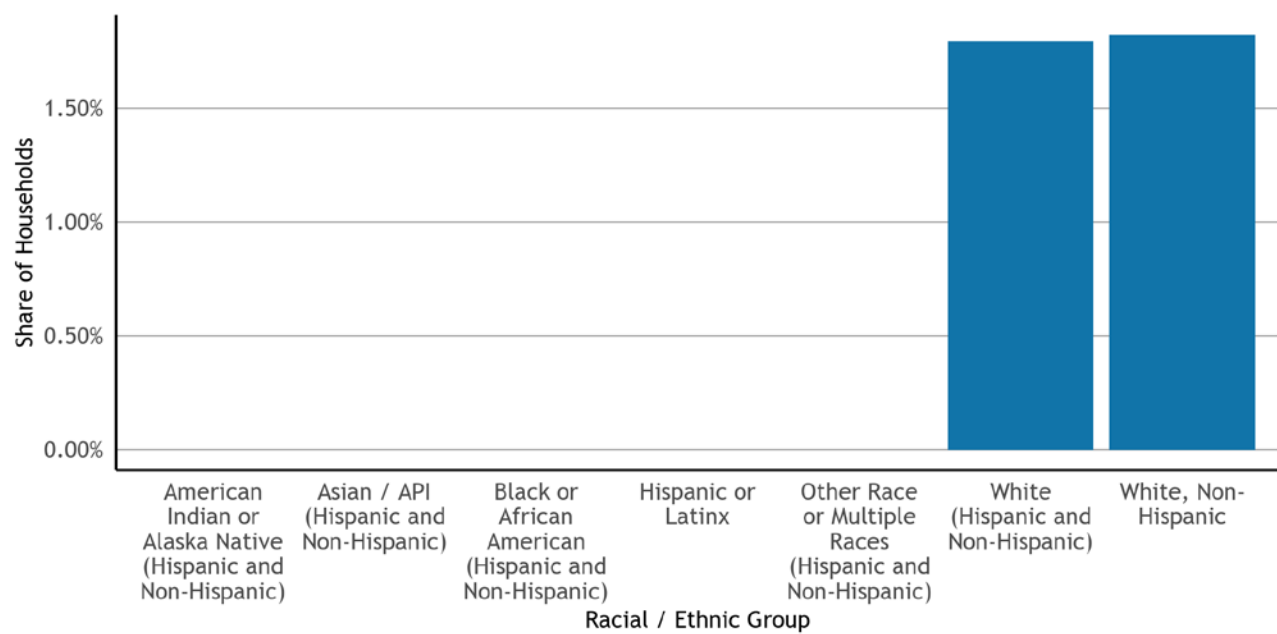 Share of Households
1.50%
1.00%
0.50%
0.00%
American
Indian or
Alaska Native
(Hispanic and
Non-Hispanic)
Asian / API
(Hispanic and
Non-Hispanic)
Black or
African
American
(Hispanic and
Non-Hispanic)
Hispanic or
Latinx
Other Race
or Multiple
Races
(Hispanic and
Non-Hispanic)
White
(Hispanic and
Non-Hispanic)
White, Non-
Hispanic
Racial / Ethnic Group